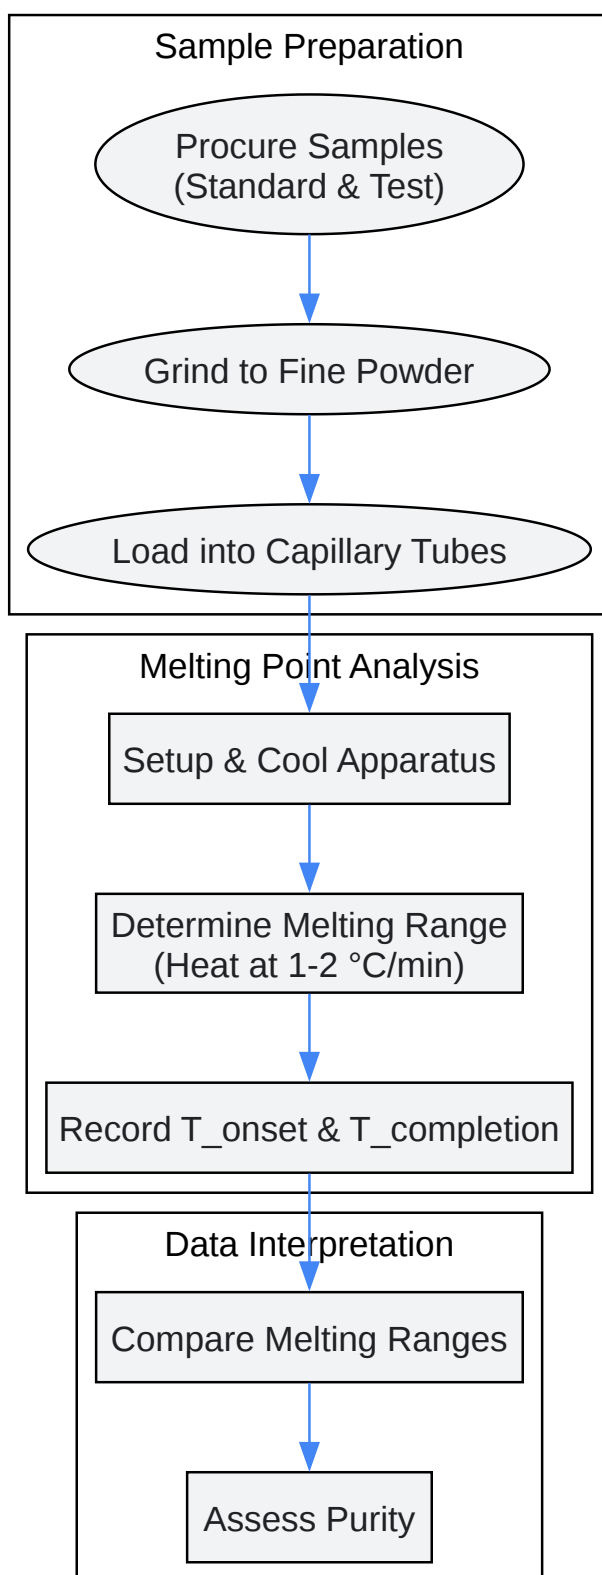 Sample Preparation
Procure Samples
(Standard & Test)
Grind to Fine Powder
Load into Capillary Tubes
Melting Point Analysis
Setup & Cool Apparatus
Determine Melting Range
(Heat at 1-2 °C/min)
Record T_onset & T_completion
Data Interpretation
Compare Melting Ranges
Assess Purity